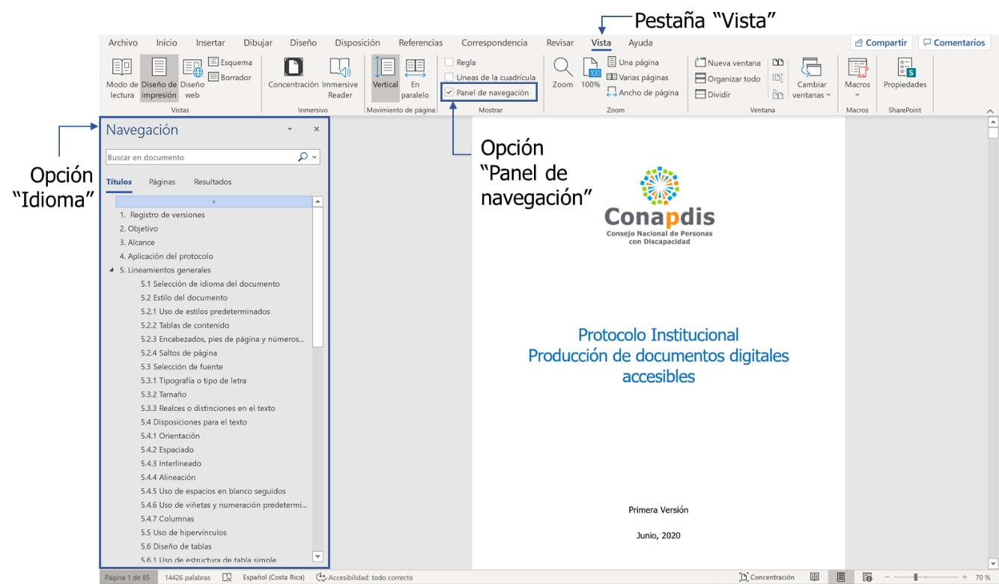 Pestaña “Vista”
Archivo Inicio Insertar Dibujar Diseño Disposición Referencias Correspondencia Revisar Vista Ayuda Compartir Comentarios
Modo de lectura
Diseño de impresión
Diseño web
Esquema
Borrador
Vistas
Concentración
Immersive Reader
Inmersivo
Vertical
En paralelo
Movimiento de página
Regla
Líneas de la cuadrícula
Panel de navegación
Mostrar
Zoom
100
100%
Una página
Varias páginas
Ancho de página
Zoom
Nueva ventana
Organizar todo
Dividir
Cambiar ventanas
Ventana
Macros
Macros
S
Propiedades
SharePoint
Opción
“Idioma”
Navegación
Buscar en documento
Títulos Páginas Resultados
x
1. Registro de versiones
2. Objetivo
3. Alcance
4. Aplicación del protocolo
5. Lineamientos generales
5.1 Selección de idioma del documento
5.2 Estilo del documento
5.2.1 Uso de estilos predeterminados
5.2.2 Tablas de contenido
5.2.3 Encabezados, pies de página y números...
5.2.4 Saltos de página
5.3 Selección de fuente
5.3.1 Tipografía o tipo de letra
5.3.2 Tamaño
5.3.3 Realces o distinciones en el texto
5.4 Disposiciones para el texto
5.4.1 Orientación
5.4.2 Espaciado
5.4.3 Interlineado
5.4.4 Alineación
5.4.5 Uso de espacios en blanco seguidos
5.4.6 Uso de viñetas y numeración predetermi...
5.4.7 Columnas
5.5 Uso de hipervínculos
5.6 Diseño de tablas
5.6.1 Uso de estructura de tabla simple
Opción
“Panel de
navegación”
Conapdis
Consejo Nacional de Personas
con Discapacidad
Protocolo Institucional
Producción de documentos digitales
accesibles
Primera Versión
Junio, 2020
Página 1 de 85 14426 palabras Español (Costa Rica) Accesibilidad: todo correcto Concentración 70 %